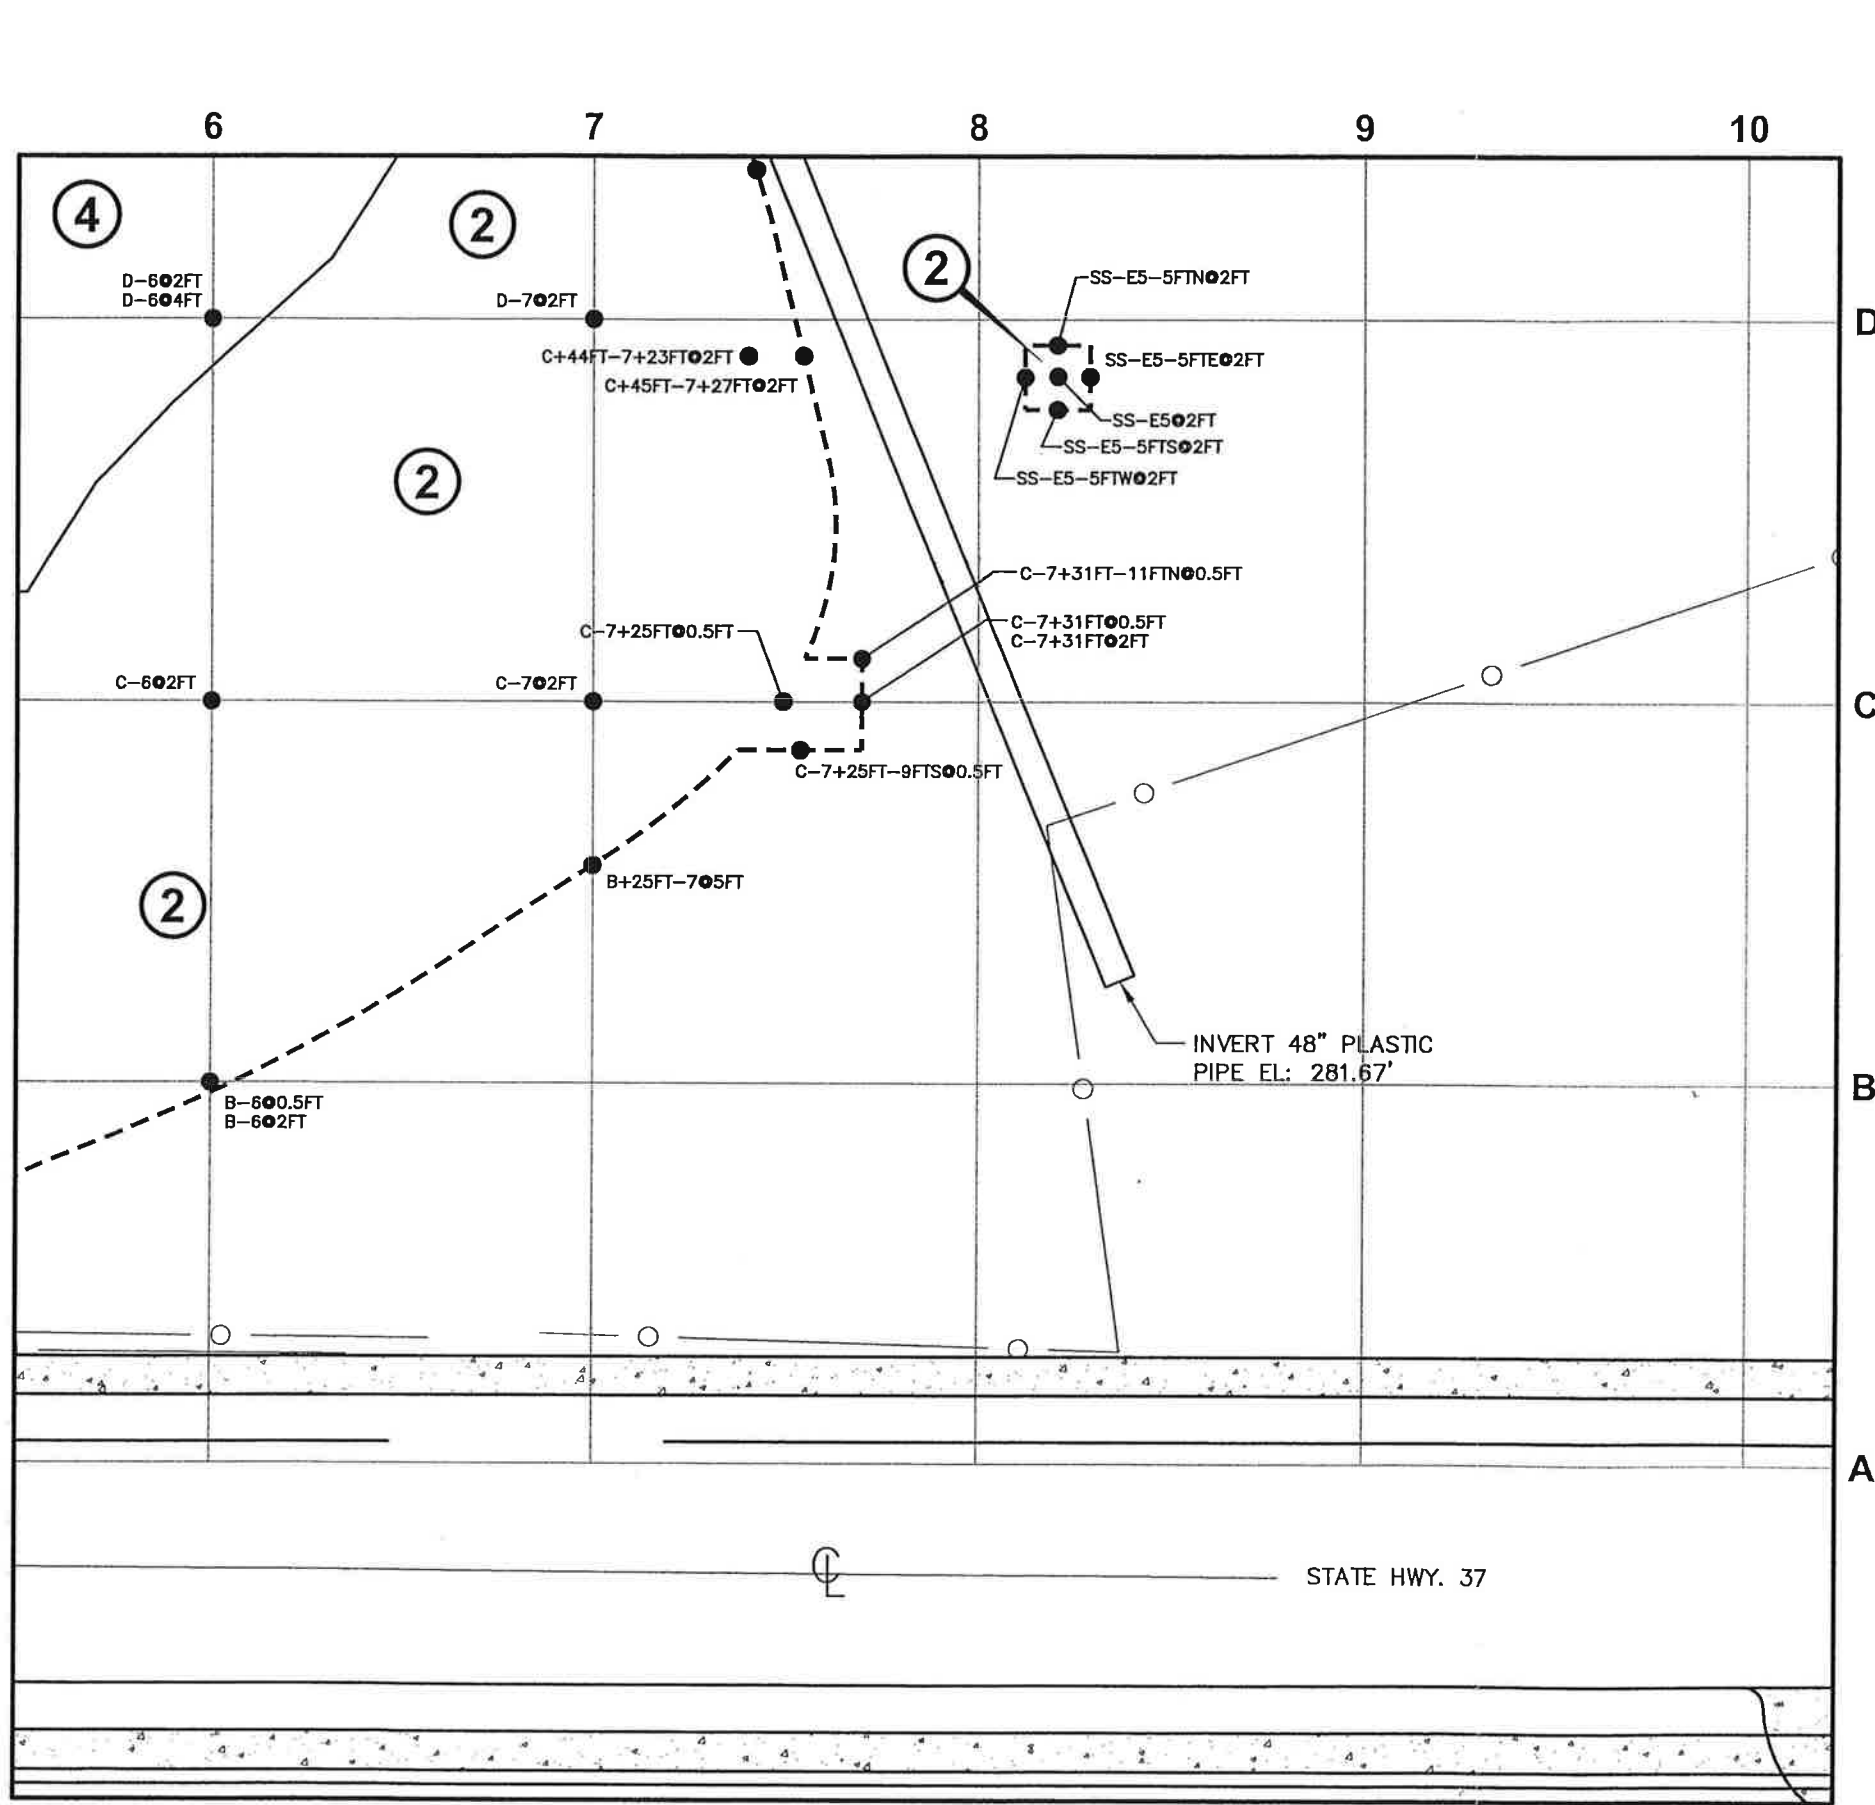 6 7 8 9 10
4
2
2
D-6@2FT
D-6@4FT
D-7@2FT
SS-E5-5FTN@2FT
D
C+44FT-7+23FT@2FT
C+45FT-7+27FT@2FT
SS-E5-5FTE@2FT
SS-E5@2FT
SS-E5-5FTS@2FT
SS-E5-5FTW@2FT
2
C-7+31FT-11FTN@0.5FT
C-7+25FT@0.5FT
C-7+31FT@0.5FT
C-7+31FT@2FT
C-6@2FT
C-7@2FT
C
C-7+25FT-9FTS@0.5FT
B+25FT-7@5FT
2
INVERT 48" PLASTIC
PIPE EL: 281.67'
B
B-6@0.5FT
B-6@2FT
A
CL
STATE HWY. 37